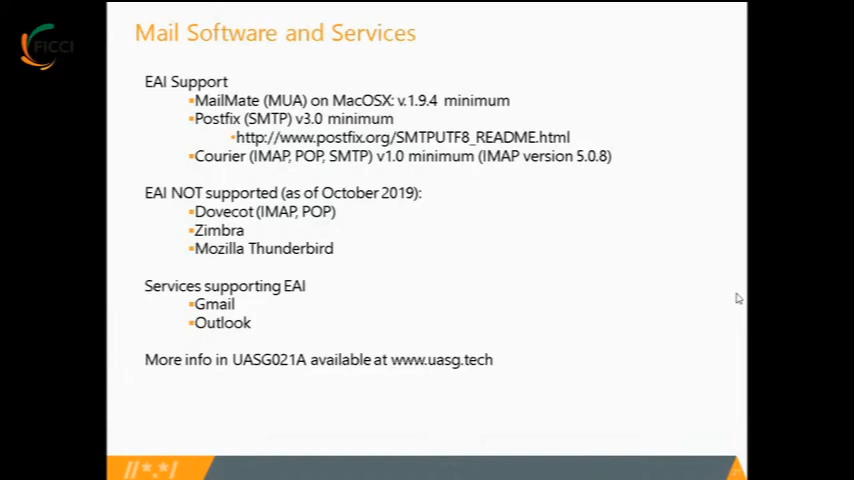 FICCI
Mail Software and Services
EAI Support
▪MailMate (MUA) on MacOSX: v.1.9.4 minimum
▪Postfix (SMTP) v3.0 minimum
▪http://www.postfix.org/SMTPUTF8_README.html
▪Courier (IMAP, POP, SMTP) v1.0 minimum (IMAP version 5.0.8)
EAI NOT supported (as of October 2019):
▪Dovecot (IMAP, POP)
▪Zimbra
▪Mozilla Thunderbird
Services supporting EAI
▪Gmail
▪Outlook
More info in UASG021A available at www.uasg.tech